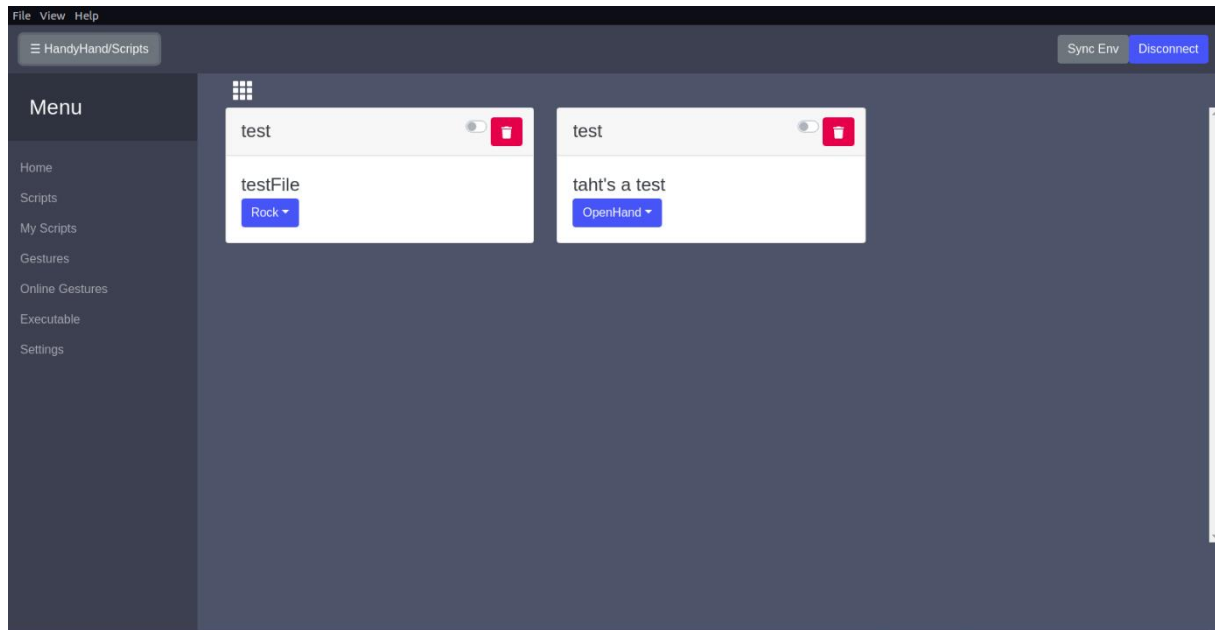 File View Help
☰ HandyHand/Scripts
Sync Env
Disconnect
Menu
Home
Scripts
My Scripts
Gestures
Online Gestures
Executable
Settings
test
testFile
Rock
test
taht's a test
OpenHand